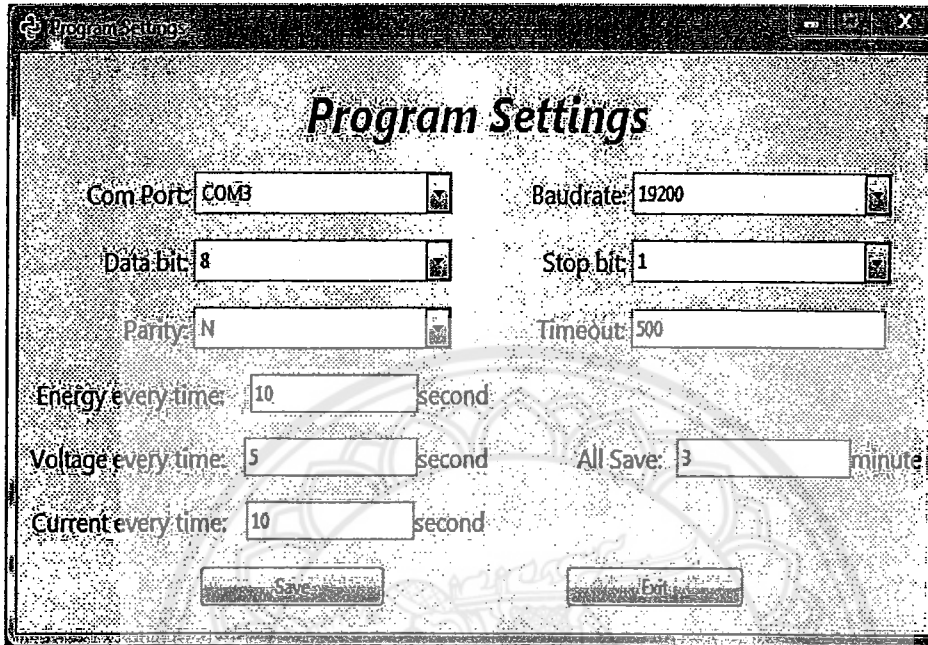 Program Settings
Program Settings
Com Port: COM3 Baudrate: 19200
Data bit: 8 Stop bit: 1
Parity: N Timeout: 500
Energy every time: 10 second
Voltage every time: 5 second All Save: 3 minute
Current every time: 10 second
Save Exit